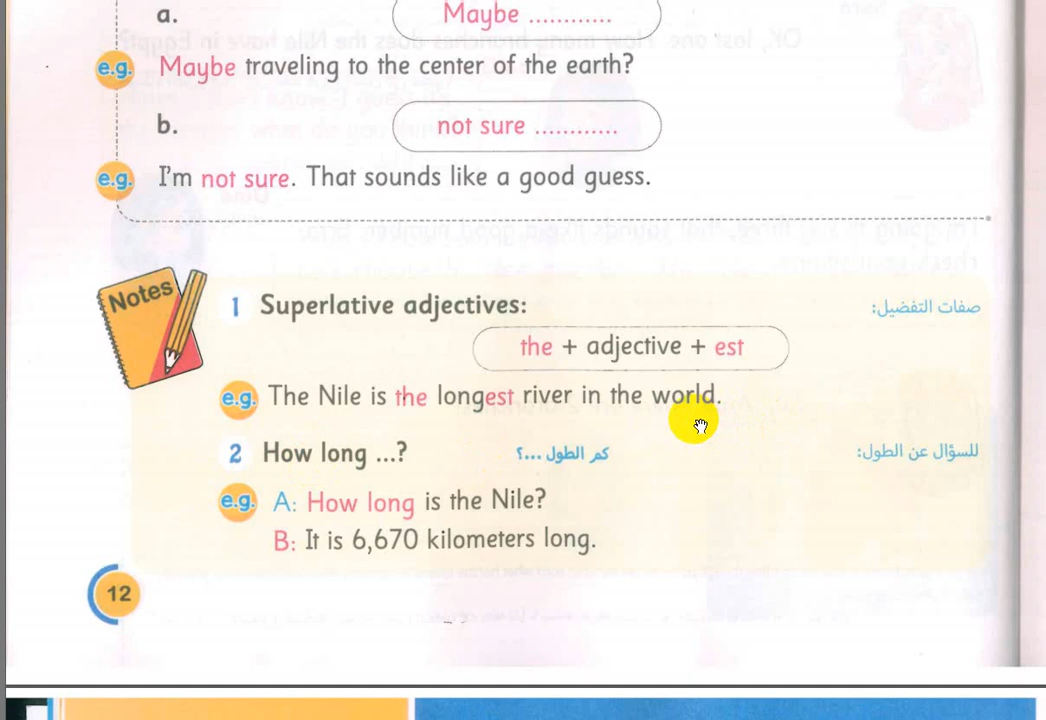 a.
Maybe ............
e.g. Maybe traveling to the center of the earth?
b.
not sure ............
e.g. I'm not sure. That sounds like a good guess.
Notes
1 Superlative adjectives: صفات التفضيل:
the + adjective + est
e.g. The Nile is the longest river in the world.
2 How long ...? كم الطول ...؟ للسؤال عن الطول:
e.g. A: How long is the Nile?
B: It is 6,670 kilometers long.
12